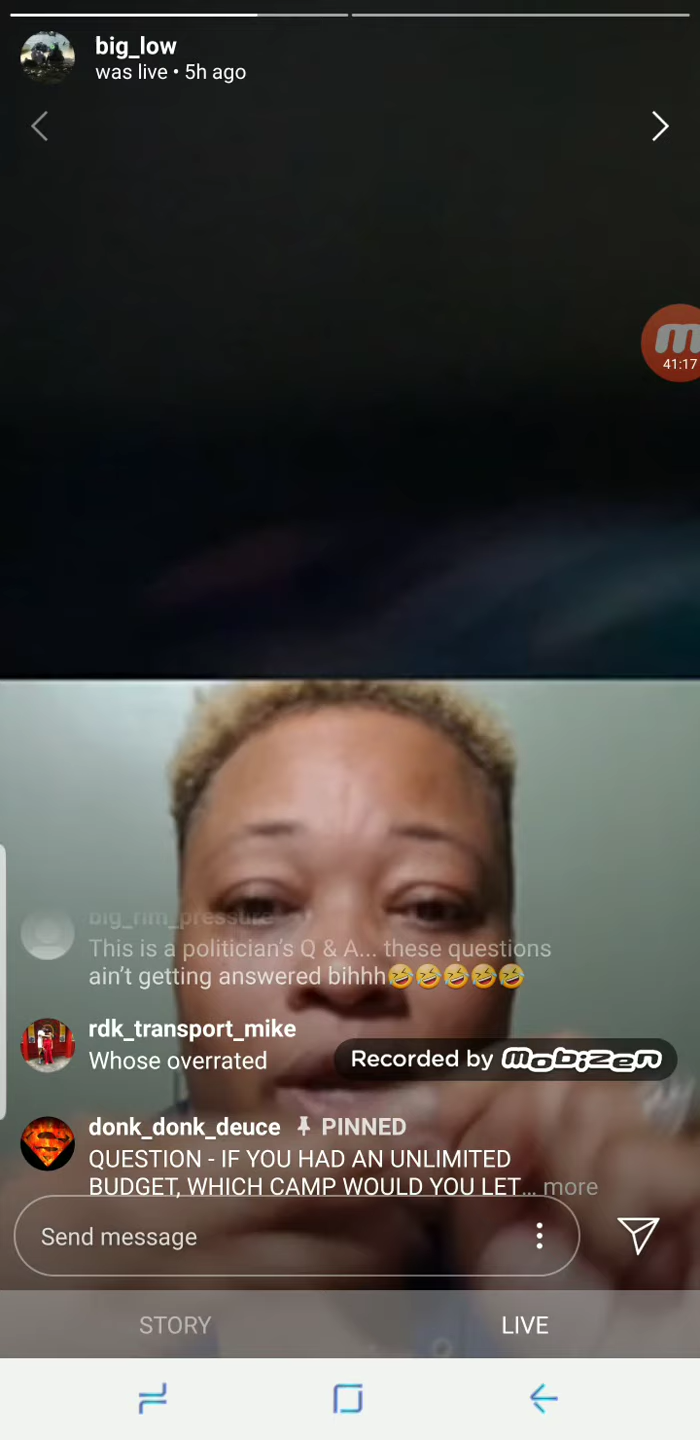 big_low
was live • 5h ago
41:17
big_rim_pressure
This is a politician's Q & A... these questions
ain't getting answered bihhh🤣🤣🤣🤣🤣
rdk_transport_mike
Whose overrated
Recorded by mobizen
donk_donk_deuce PINNED
QUESTION - IF YOU HAD AN UNLIMITED
BUDGET, WHICH CAMP WOULD YOU LET... more
Send message
STORY
LIVE